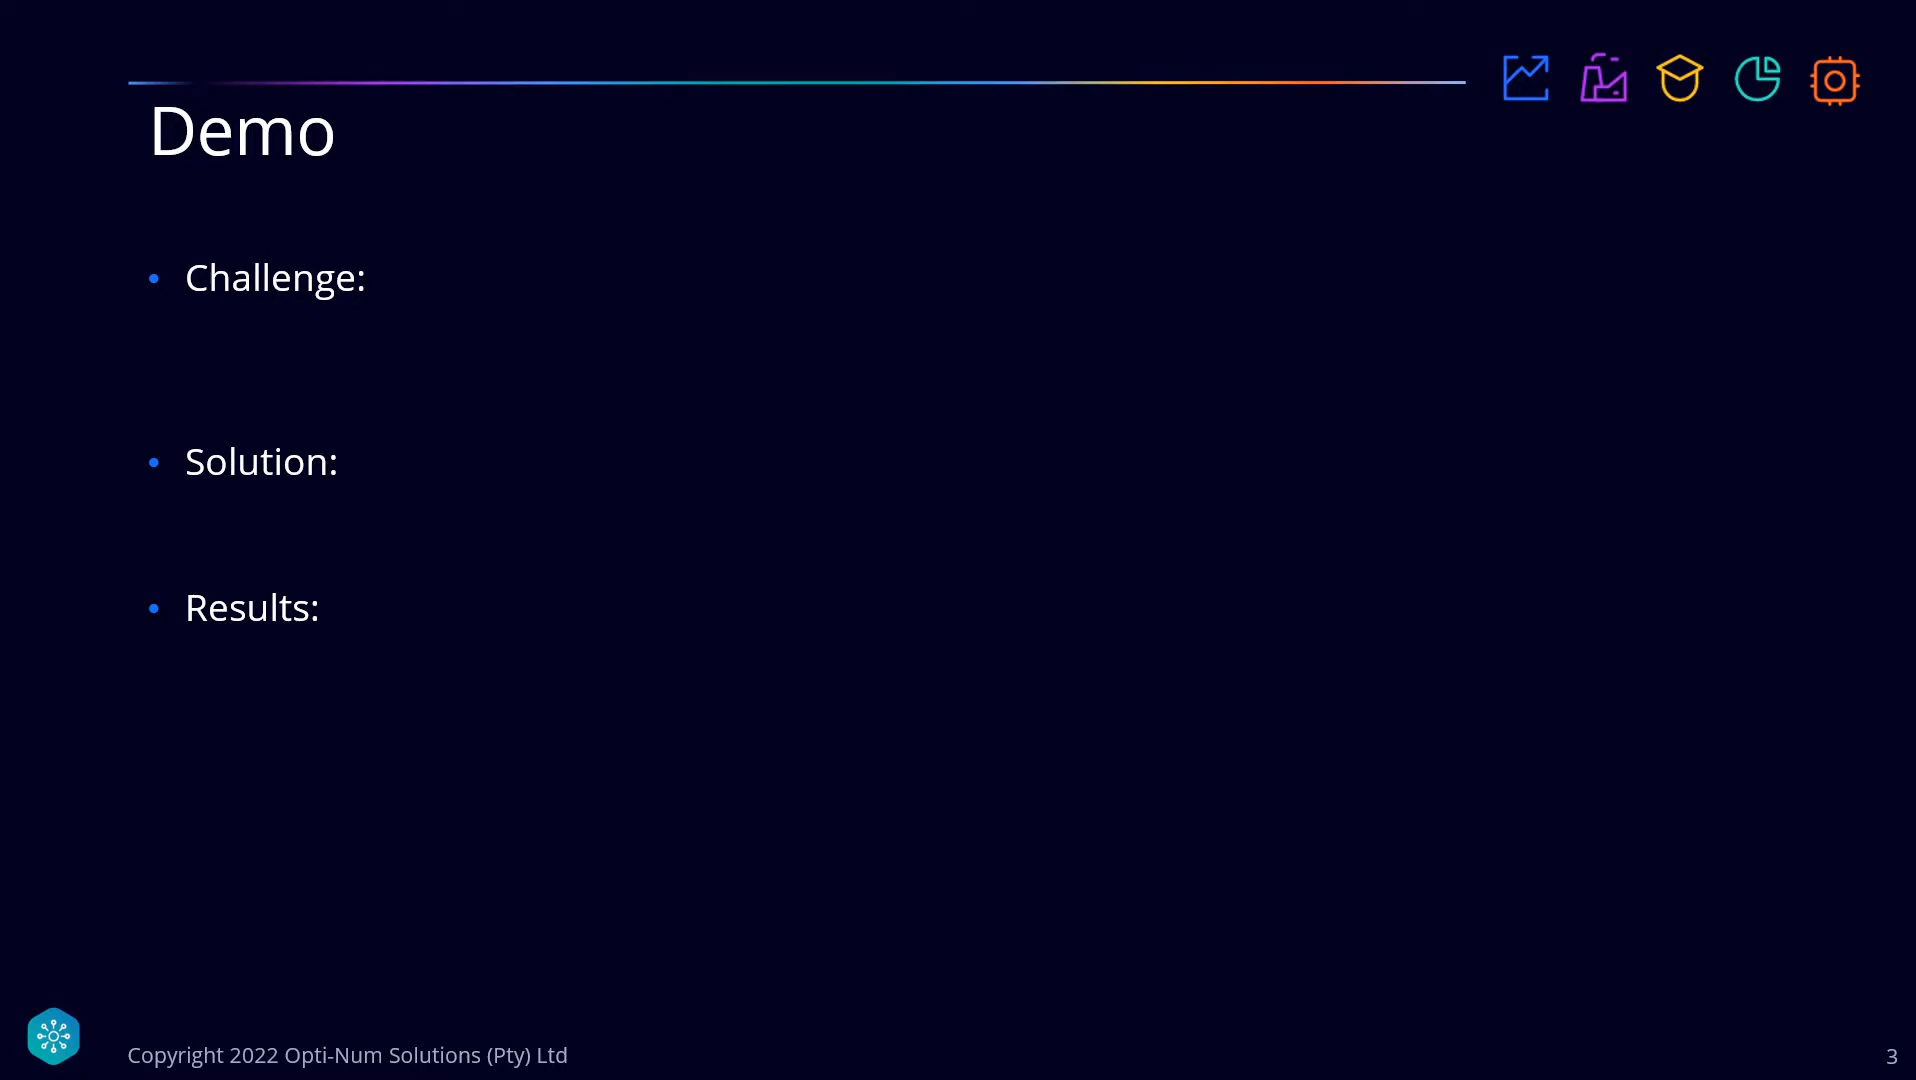 Demo
• Challenge:
• Solution:
• Results:
Copyright 2022 Opti-Num Solutions (Pty) Ltd
3